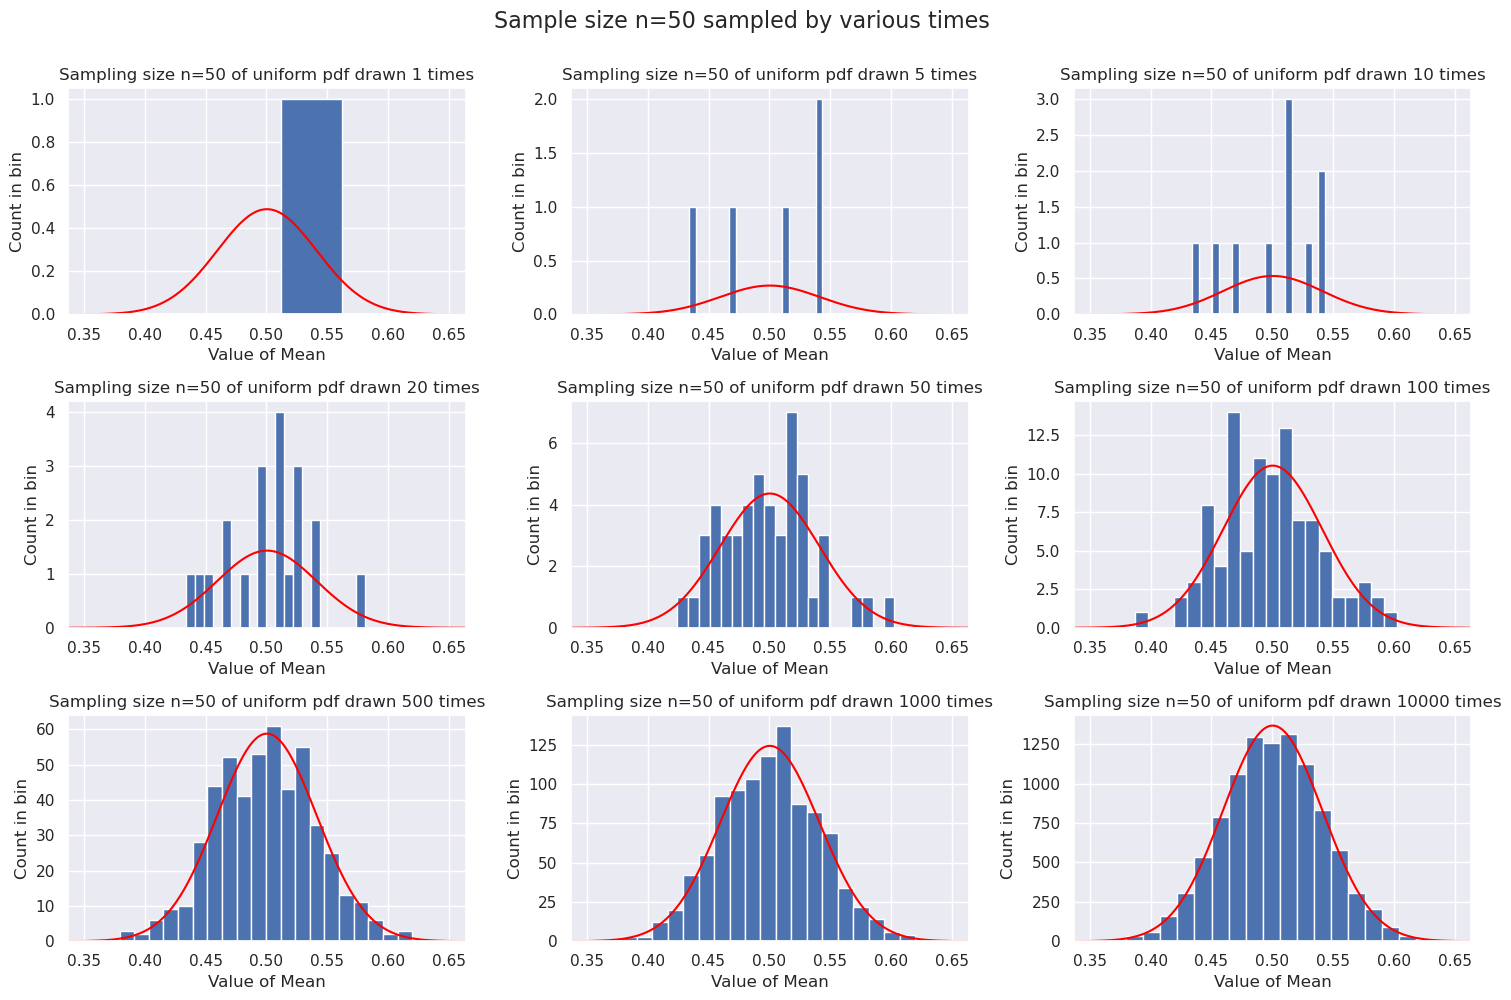 Sample size n=50 sampled by various times
Sampling size n=50 of uniform pdf drawn 1 times
Count in bin
1.0
0.8
0.6
0.4
0.2
0.0
0.35 0.40 0.45 0.50 0.55 0.60 0.65
Value of Mean
Sampling size n=50 of uniform pdf drawn 5 times
Count in bin
2.0
1.5
1.0
0.5
0.0
0.35 0.40 0.45 0.50 0.55 0.60 0.65
Value of Mean
Sampling size n=50 of uniform pdf drawn 10 times
Count in bin
3.0
2.5
2.0
1.5
1.0
0.5
0.0
0.35 0.40 0.45 0.50 0.55 0.60 0.65
Value of Mean
Sampling size n=50 of uniform pdf drawn 20 times
Count in bin
4
3
2
1
0
0.35 0.40 0.45 0.50 0.55 0.60 0.65
Value of Mean
Sampling size n=50 of uniform pdf drawn 50 times
Count in bin
6
4
2
0
0.35 0.40 0.45 0.50 0.55 0.60 0.65
Value of Mean
Sampling size n=50 of uniform pdf drawn 100 times
Count in bin
12.5
10.0
7.5
5.0
2.5
0.0
0.35 0.40 0.45 0.50 0.55 0.60 0.65
Value of Mean
Sampling size n=50 of uniform pdf drawn 500 times
Count in bin
60
50
40
30
20
10
0
0.35 0.40 0.45 0.50 0.55 0.60 0.65
Value of Mean
Sampling size n=50 of uniform pdf drawn 1000 times
Count in bin
125
100
75
50
25
0
0.35 0.40 0.45 0.50 0.55 0.60 0.65
Value of Mean
Sampling size n=50 of uniform pdf drawn 10000 times
Count in bin
1250
1000
750
500
250
0
0.35 0.40 0.45 0.50 0.55 0.60 0.65
Value of Mean